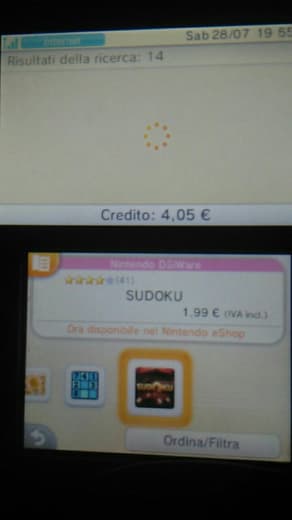 Internet
Sab 28/07 19 55
Risultati della ricerca: 14
Credito: 4,05 €
Nintendo DSiWare
(41)
SUDOKU
1.99 € (IVA incl.)
Ora disponibile nel Nintendo eShop
Ordina/Filtra